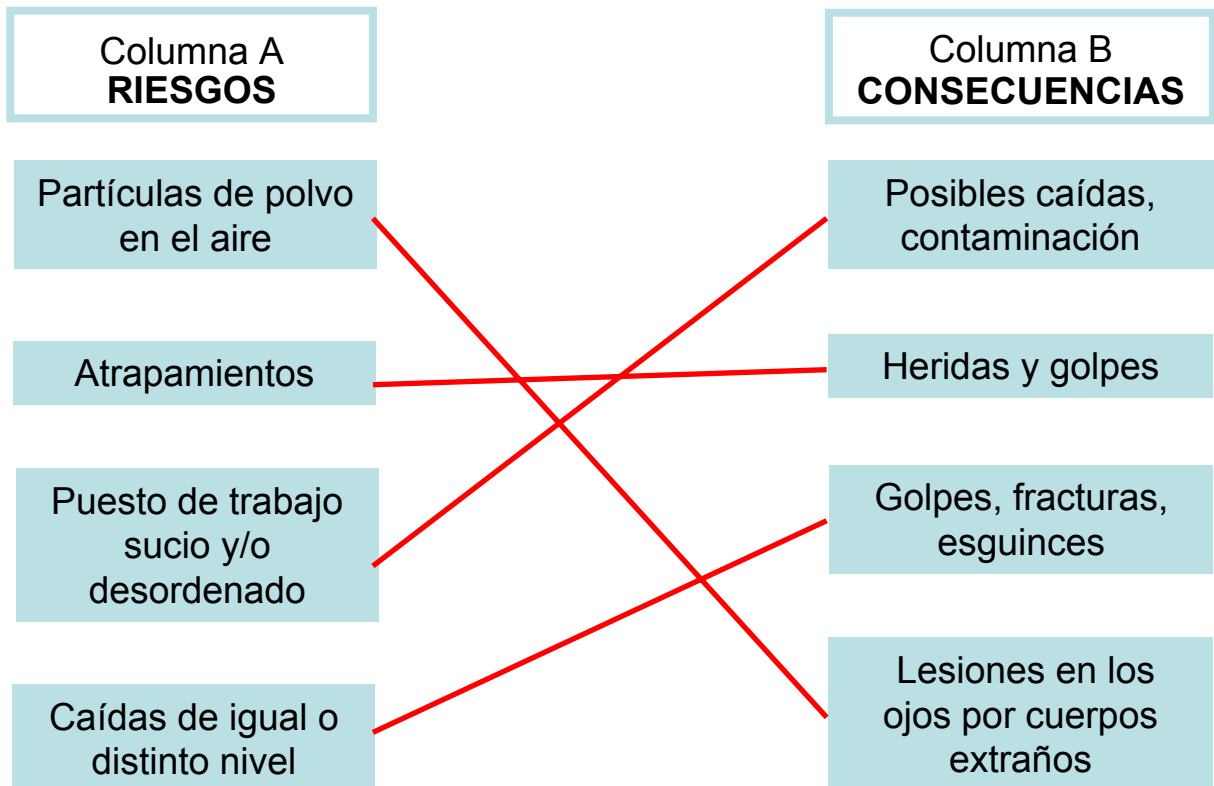 Columna A
RIESGOS
Partículas de polvo
en el aire
Atrapamientos
Puesto de trabajo
sucio y/o
desordenado
Caídas de igual o
distinto nivel
Columna B
CONSECUENCIAS
Posibles caídas,
contaminación
Heridas y golpes
Golpes, fracturas,
esguinces
Lesiones en los
ojos por cuerpos
extraños